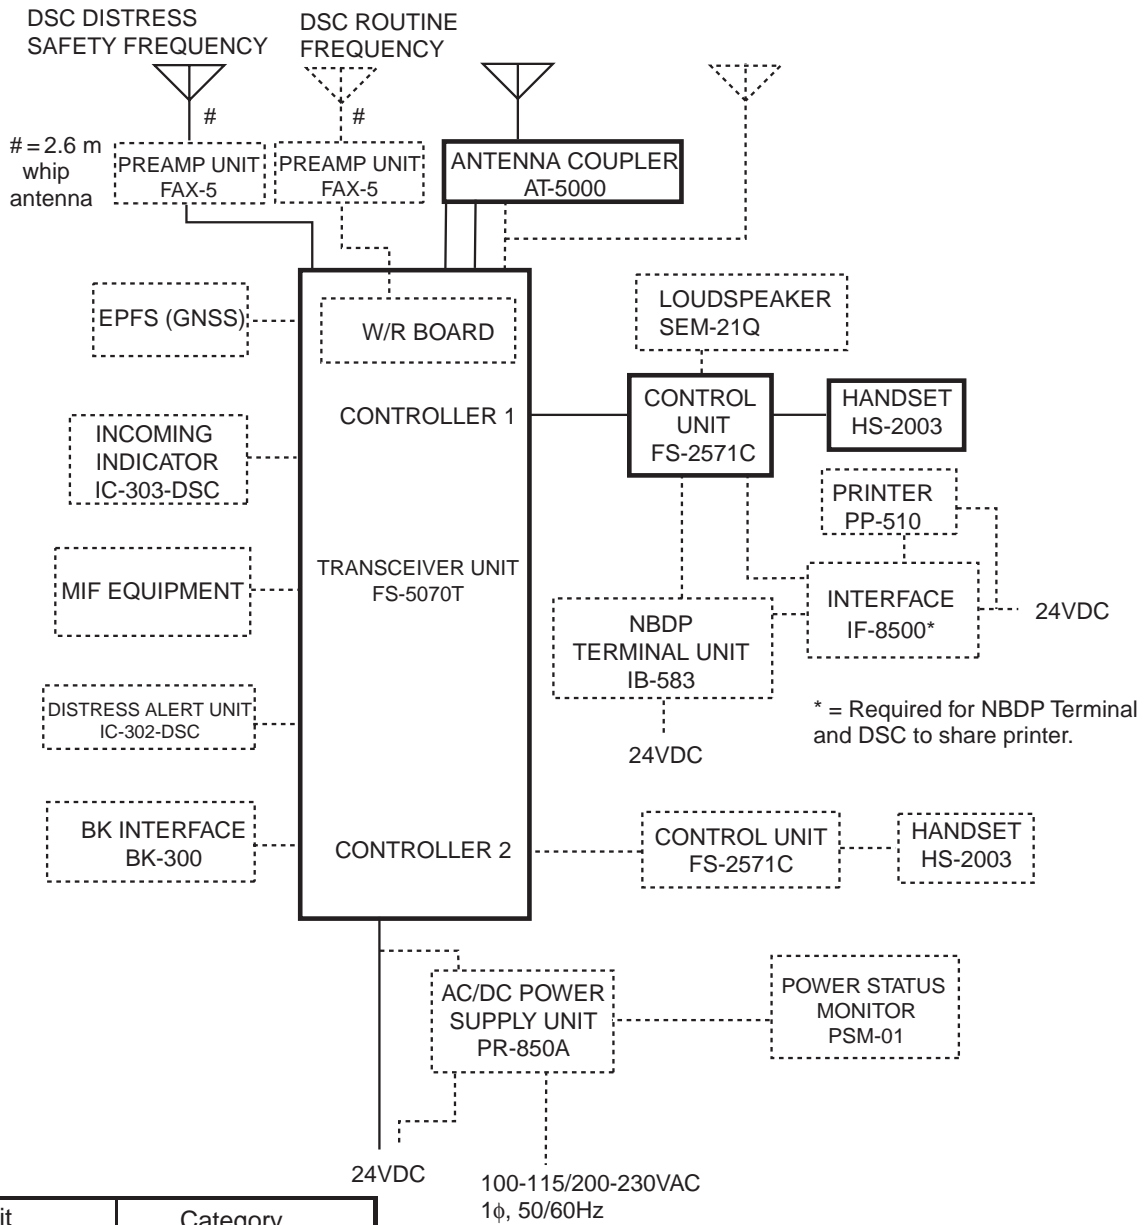 DSC DISTRESS
SAFETY FREQUENCY
DSC ROUTINE
FREQUENCY
#
#
# = 2.6 m
whip
antenna
PREAMP UNIT
FAX-5
PREAMP UNIT
FAX-5
ANTENNA COUPLER
AT-5000
EPFS (GNSS)
W/R BOARD
LOUDSPEAKER
SEM-21Q
CONTROLLER 1
CONTROL
UNIT
FS-2571C
HANDSET
HS-2003
INCOMING
INDICATOR
IC-303-DSC
PRINTER
PP-510
MIF EQUIPMENT
TRANSCEIVER UNIT
FS-5070T
INTERFACE
IF-8500*
24VDC
NBDP
TERMINAL UNIT
IB-583
24VDC
* = Required for NBDP Terminal
and DSC to share printer.
DISTRESS ALERT UNIT
IC-302-DSC
BK INTERFACE
BK-300
CONTROLLER 2
CONTROL UNIT
FS-2571C
HANDSET
HS-2003
AC/DC POWER
SUPPLY UNIT
PR-850A
POWER STATUS
MONITOR
PSM-01
24VDC
100-115/200-230VAC
1ϕ, 50/60Hz
Category